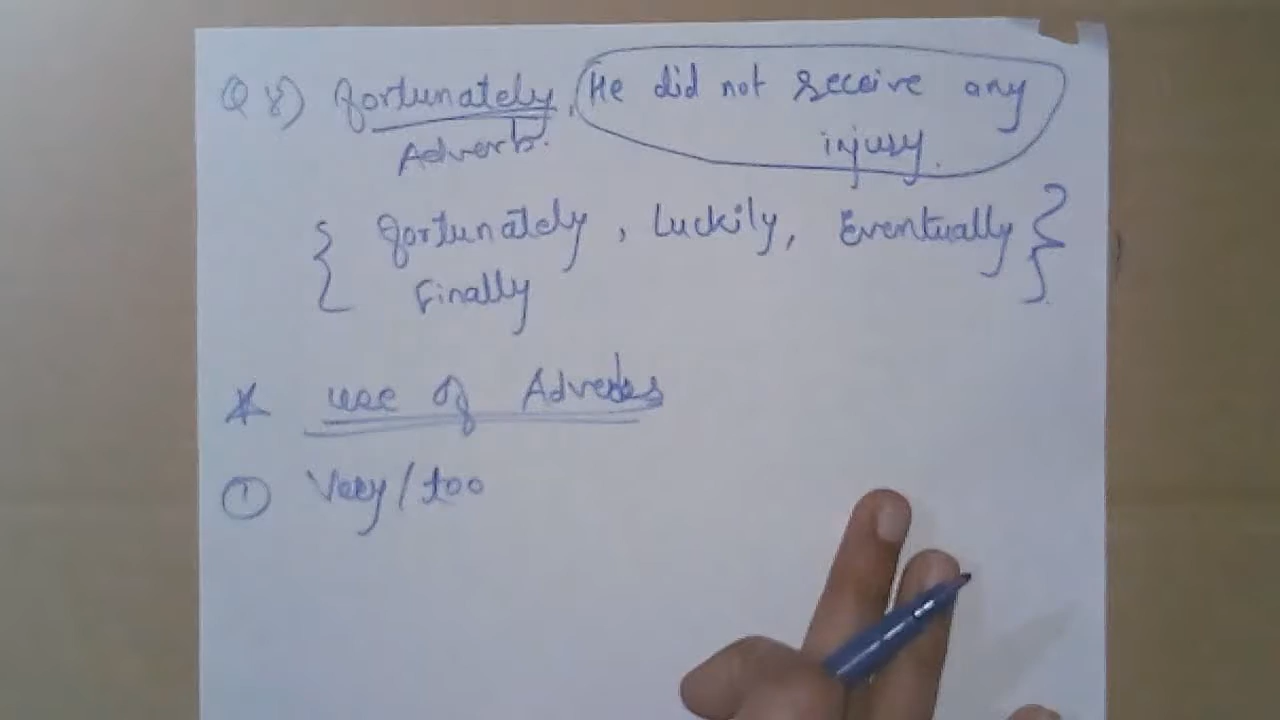 Q 8) fortunately, He did not receive any
injury.
Adverb.
{ fortunately, Luckily, Eventually }
Finally
* use of Adverbs
① Very/too